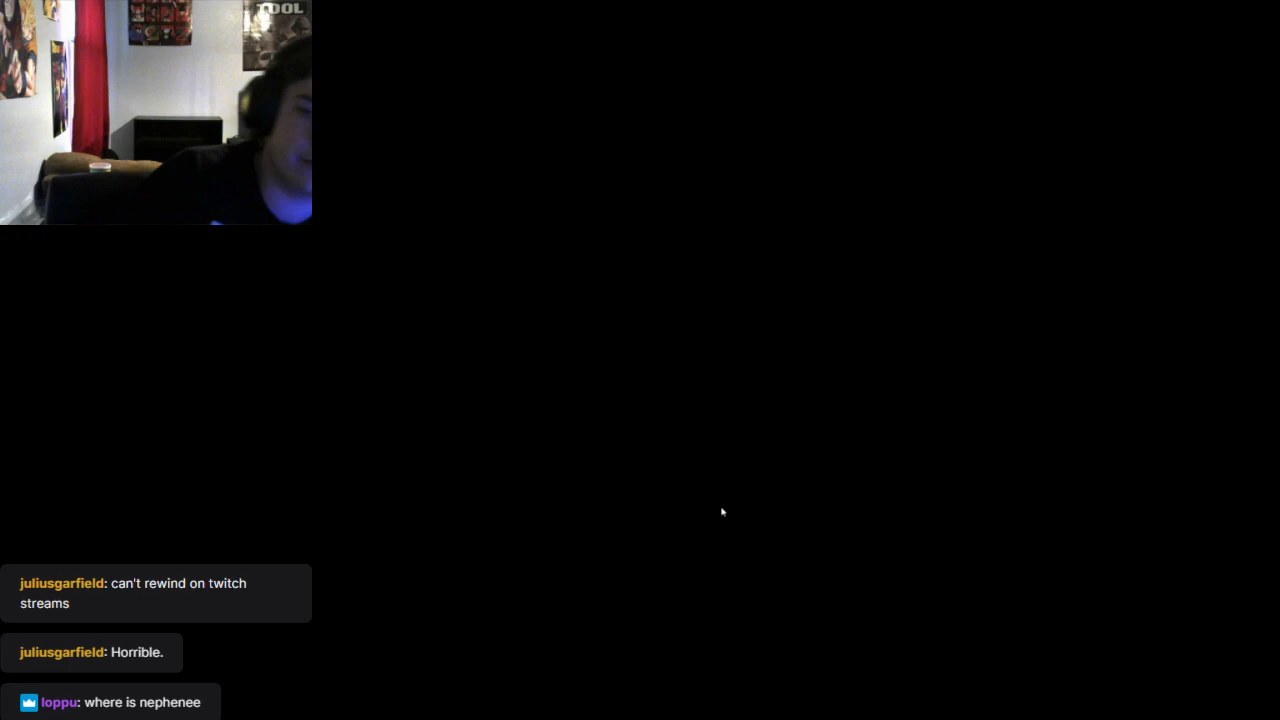 TOOL
juliusgarfield: can't rewind on twitch
streams
juliusgarfield: Horrible.
loppu: where is nephenee